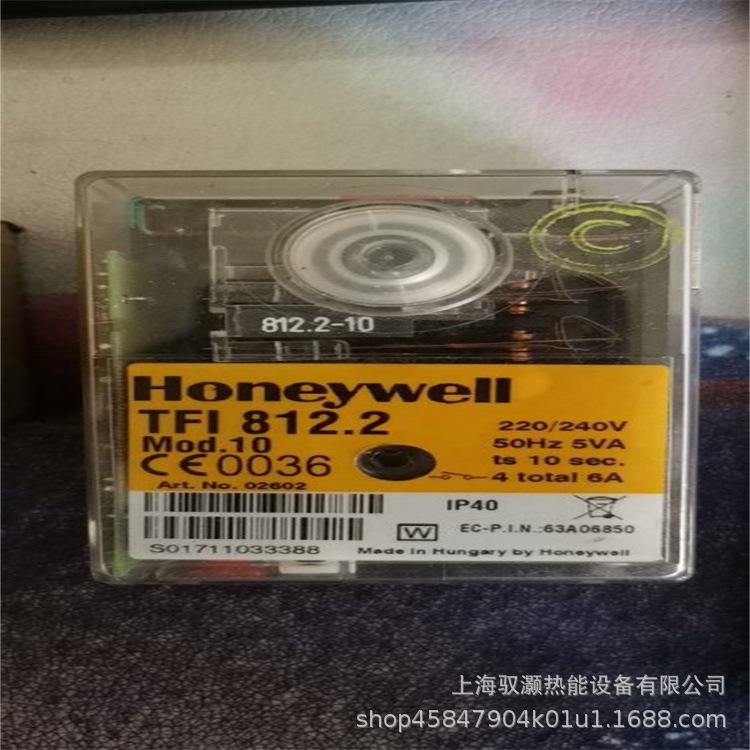 C
812.2-10
Honeywell
TFI 812.2
Mod.10
CE 0036
Art. No. 02602
220/240V
50Hz 5VA
ts 10 sec.
4 total 6A
IP40
W
EC-P.I.N.:63A06850
S01711033388
Made in Hungary by Honeywell
上海驭灏热能设备有限公司
shop45847904k01u1.1688.com